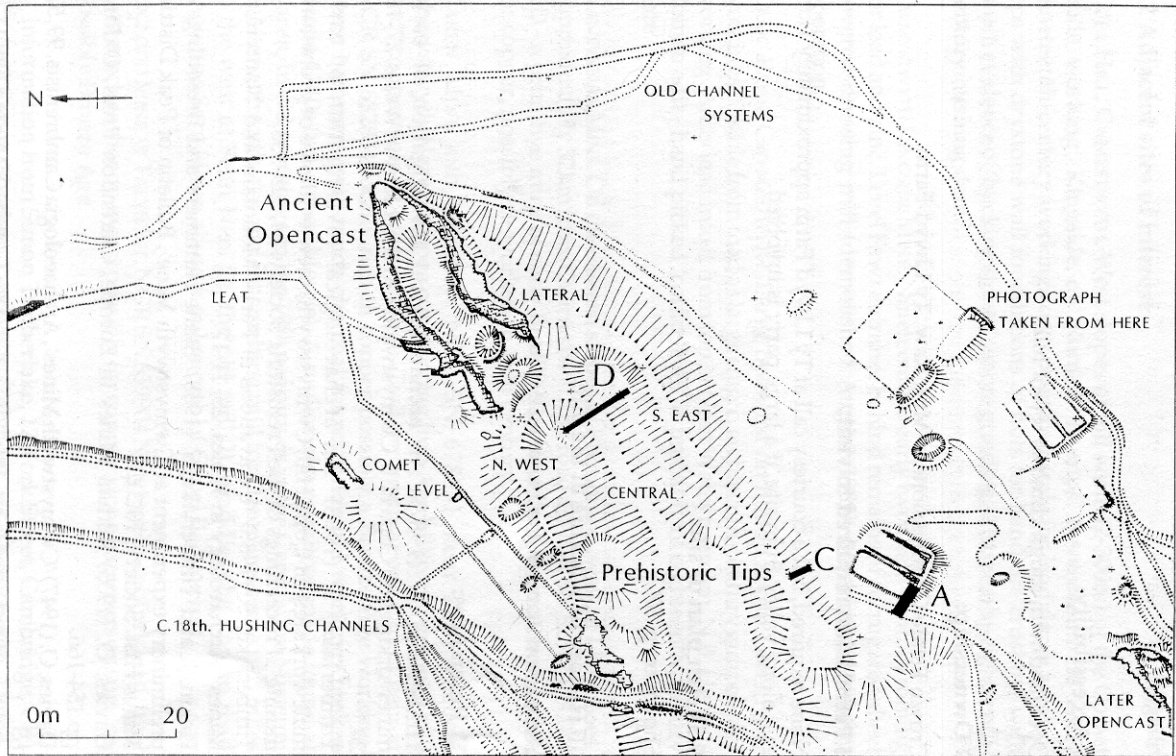 OLD CHANNEL
SYSTEMS
N
Ancient
Opencast
LEAT
LATERAL
PHOTOGRAPH
TAKEN FROM HERE
D
S. EAST
COMET
LEVEL
N. WEST
CENTRAL
Prehistoric Tips
C
A
C.18th. HUSHING CHANNELS
LATER
OPENCAST
0m 20